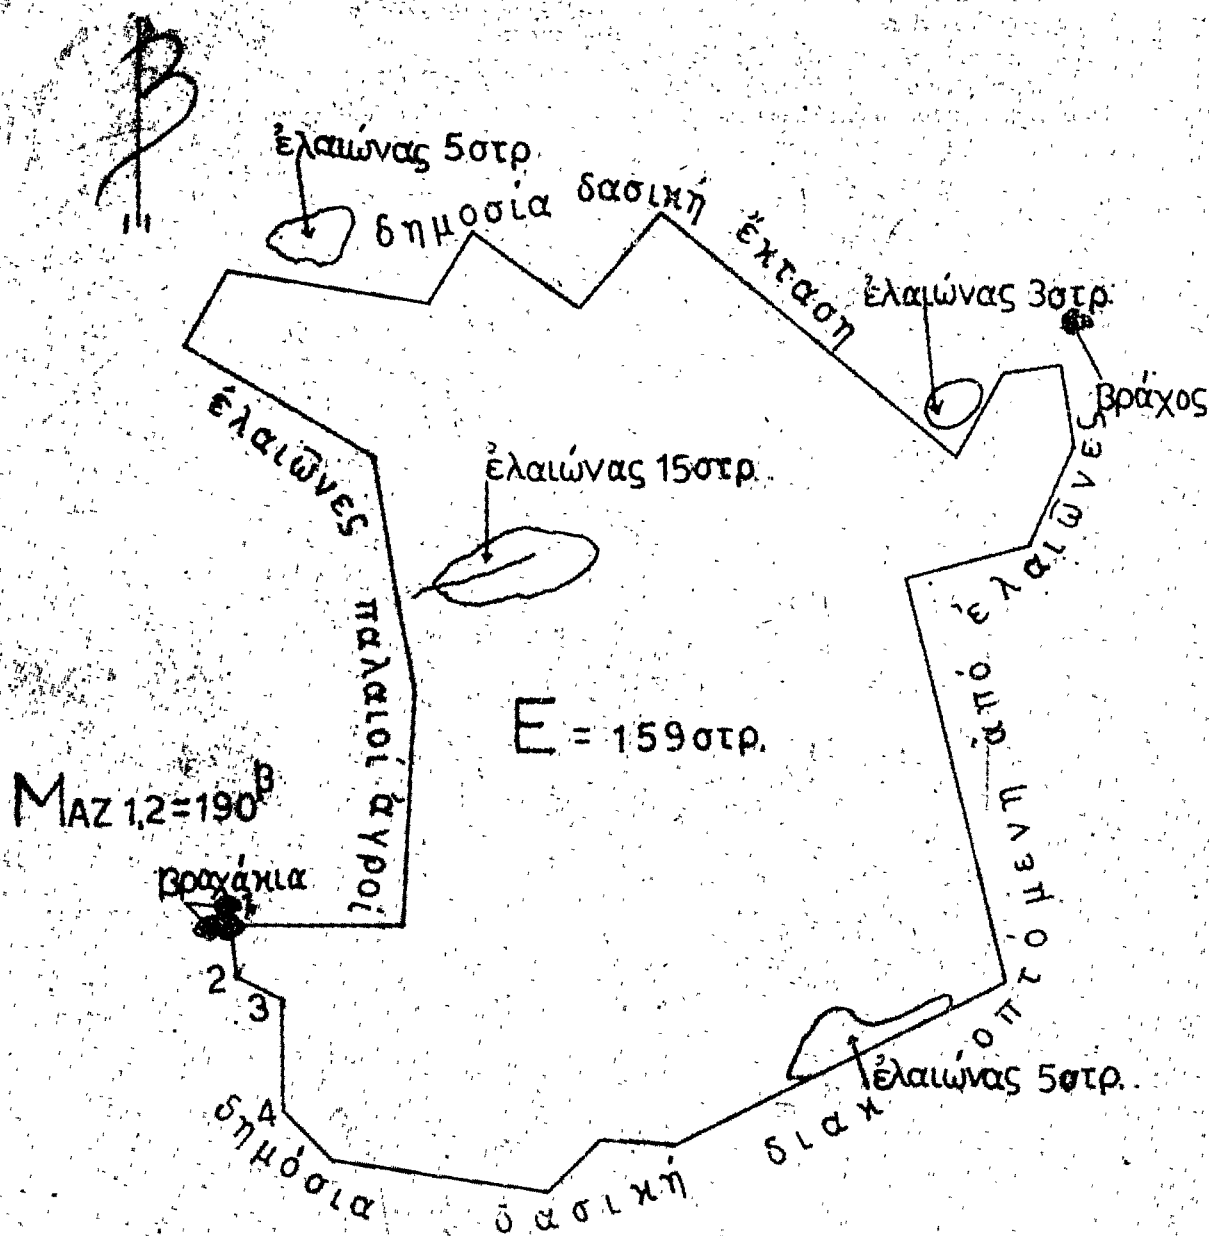 Β
ἐλαιώνας 5στρ.
δημοσία δασική ἔκταση
ἐλαιώνας 3στρ.
βράχος
ἐλαιῶνες
ἐλαιώνας 15στρ.
παλαιοί ἀγροί
Ε = 159στρ.
ΜΑΖ 1,2=190β
βραχάκια
1
2
3
4
ἐλαιώνας 5στρ.
δημόσια δασική διακοπτόμενη ἀπό ἐλαιῶνες